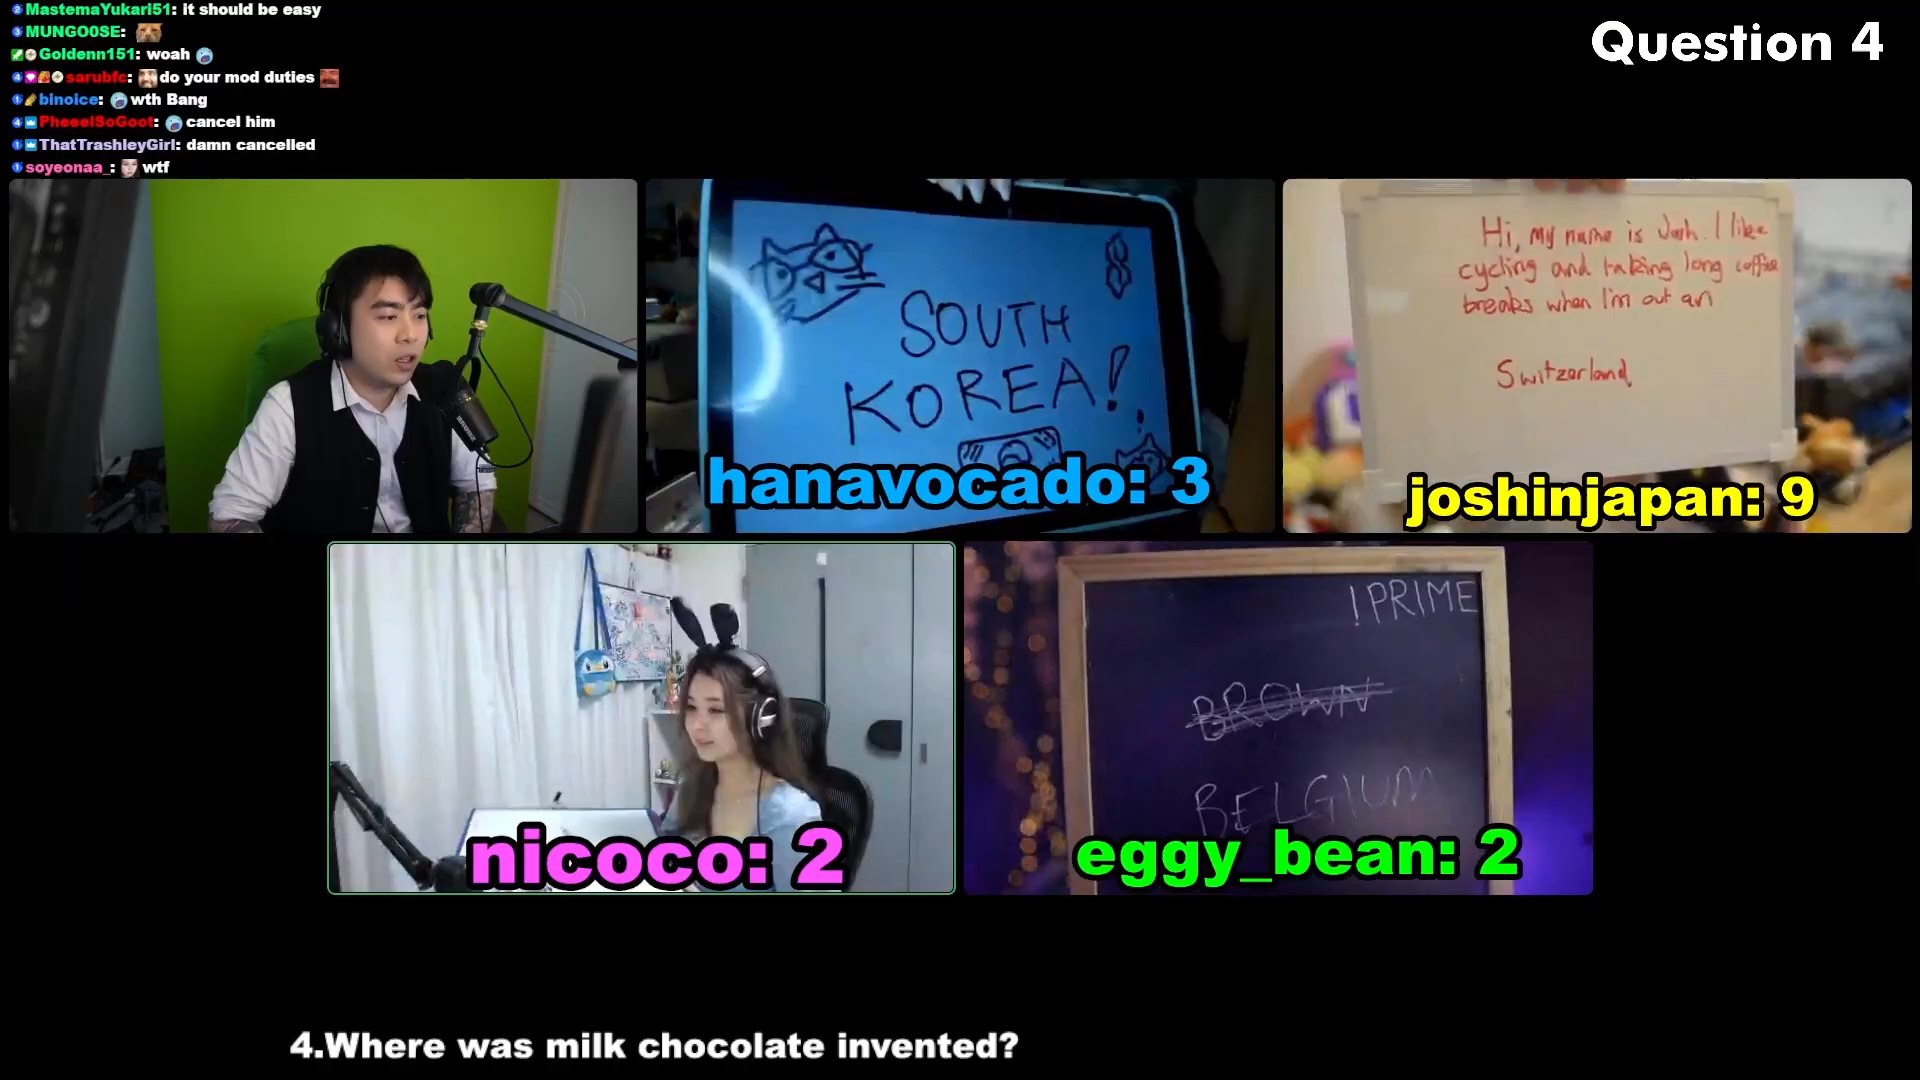 MastemaYukari51: it should be easy
MUNGO0SE:
Goldenn151: woah
sarubfc: do your mod duties
binoice: wth Bang
PheeelSoGoot: cancel him
ThatTrashleyGirl: damn cancelled
soyeonaa_: wtf
Question 4
SOUTH
KOREA!
hanavocado: 3
Hi, my name is Josh. I like
cycling and taking long coffee
breaks when I'm out an
Switzerland
joshinjapan: 9
nicoco: 2
!PRIME
BROWN
BELGIUM
eggy_bean: 2
4.Where was milk chocolate invented?